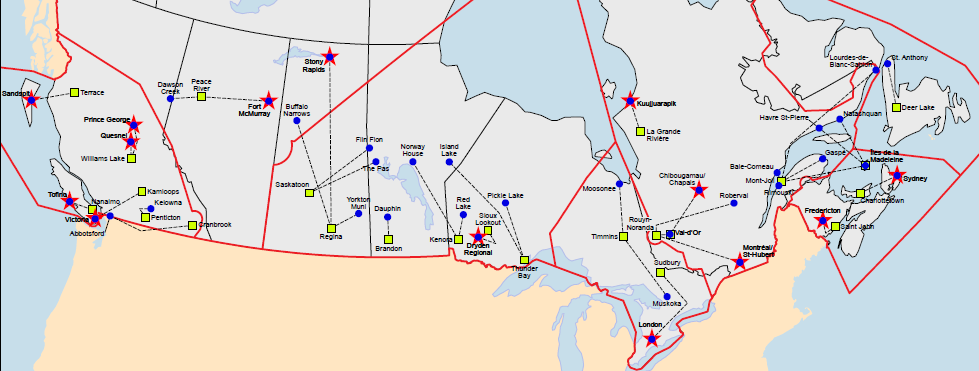 Lourdes-de-
Blanc-Sablon
St. Anthony
Stony
Rapids
Sandspit
Terrace
Dawson
Creek
Peace
River
Fort
McMurray
Buffalo
Narrows
Kuujjuarapik
Deer Lake
Havre St-Pierre
Natashquan
Prince George
Quesnel
Williams Lake
La Grande
Rivière
Flin Flon
The Pas
Norway
House
Island
Lake
Gaspé
Îles de la
Madeleine
Baie-Comeau
Mont-Joli
Rimouski
Sydney
Charlottetown
Saskatoon
Moosonee
Chibougamau/
Chapais
Roberval
Tofino
Nanaimo
Kamloops
Kelowna
Victoria
Penticton
Abbotsford
Cranbrook
Yorkton
Muni
Regina
Dauphin
Brandon
Red
Lake
Pickle Lake
Sioux
Lookout
Kenora
Dryden
Regional
Thunder
Bay
Timmins
Rouyn-
Noranda
Val-d'Or
Fredericton
Saint John
Montréal/
St-Hubert
Sudbury
Muskoka
London